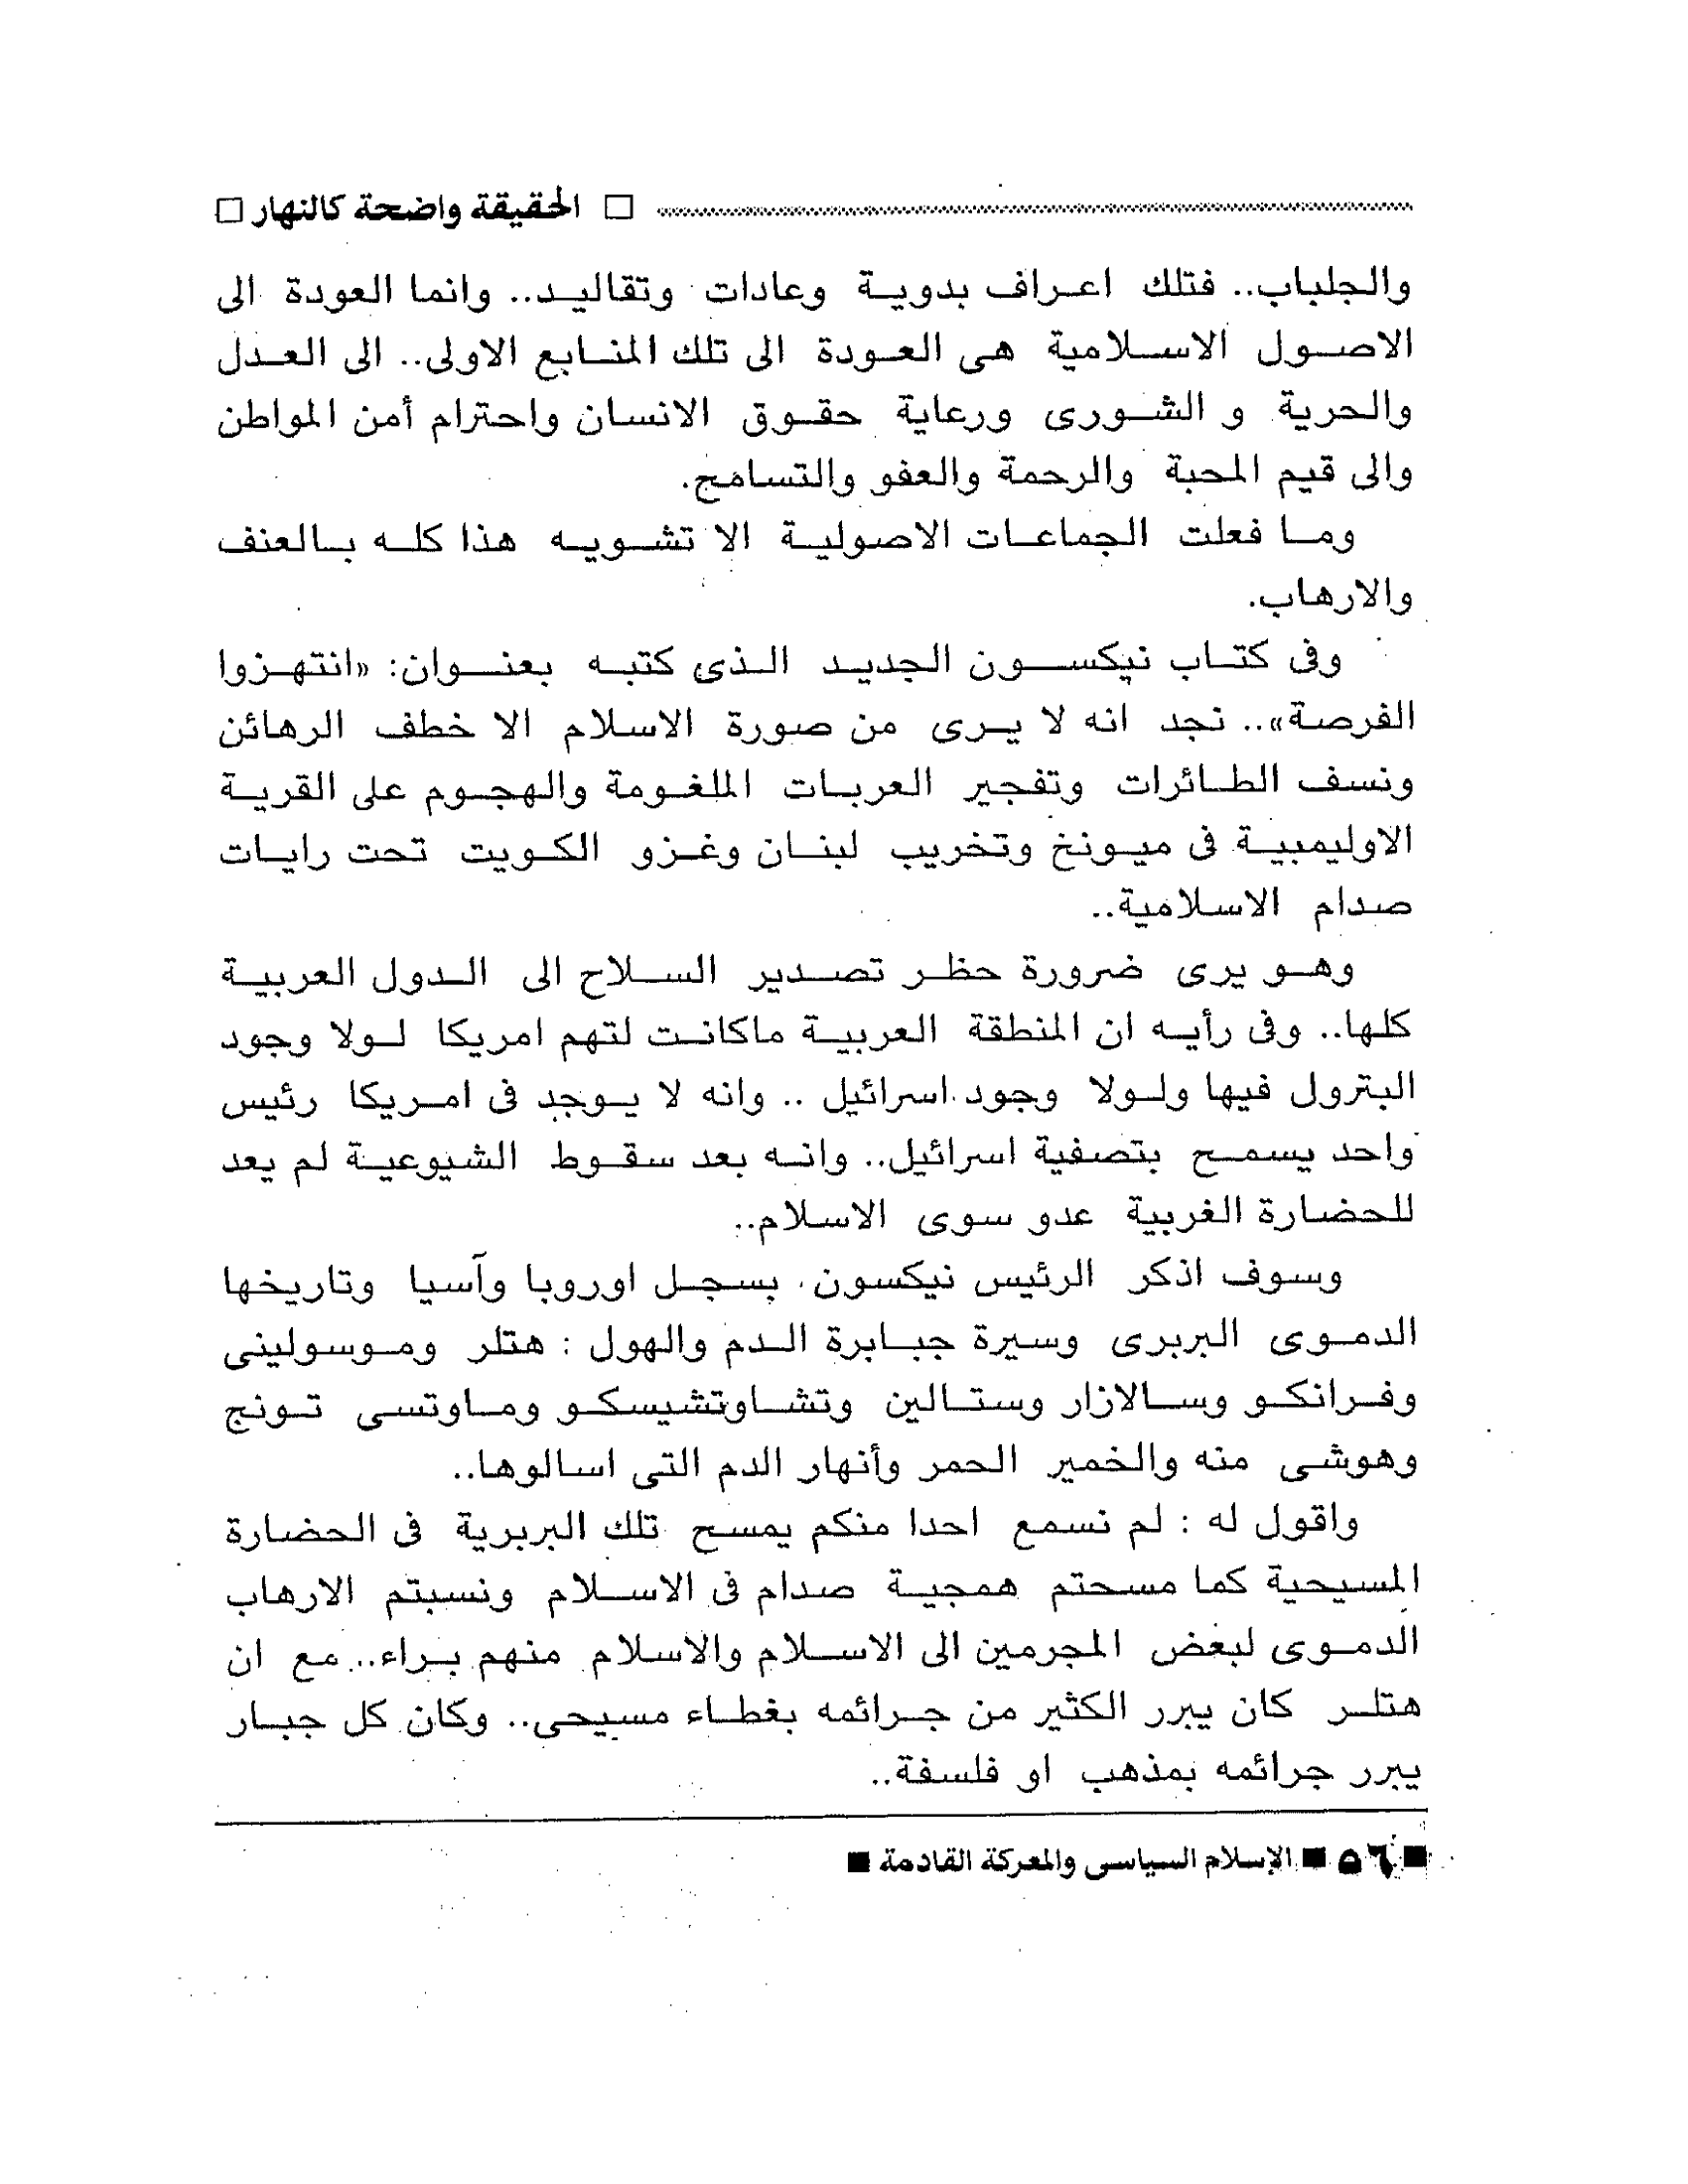 □ الحقيقة واضحة كالنهار □
والجلباب.. فتلك اعراف بدوية وعادات وتقاليد.. وانما العودة الى
الاصول الاسلامية هى العودة الى تلك المنابع الاولى.. الى العدل
والحرية و الشورى ورعاية حقوق الانسان واحترام أمن المواطن
والى قيم المحبة والرحمة والعفو والتسامح.
وما فعلت الجماعات الاصولية الا تشويه هذا كله بالعنف
والارهاب.
وفى كتاب نيكسون الجديد الذى كتبه بعنوان: «انتهزوا
الفرصة».. نجد انه لا يرى من صورة الاسلام الا خطف الرهائن
ونسف الطائرات وتفجير العربات الملغومة والهجوم على القرية
الاوليمبية فى ميونخ وتخريب لبنان وغزو الكويت تحت رايات
صدام الاسلامية..
وهو يرى ضرورة حظر تصدير السلاح الى الدول العربية
كلها.. وفى رأيه ان المنطقة العربية ماكانت لتهم امريكا لولا وجود
البترول فيها ولولا وجود اسرائيل .. وانه لا يوجد فى امريكا رئيس
واحد يسمح بتصفية اسرائيل.. وانه بعد سقوط الشيوعية لم يعد
للحضارة الغربية عدو سوى الاسلام..
وسوف اذكر الرئيس نيكسون بسجل اوروبا وآسيا وتاريخها
الدموى البربرى وسيرة جبابرة الدم والهول : هتلر وموسولينى
وفرانكو وسالازار وستالين وتشاوتشيسكو وماوتسى تونج
وهوشى منه والخمير الحمر وأنهار الدم التى اسالوها..
واقول له : لم نسمع احدا منكم يمسح تلك البربرية فى الحضارة
المسيحية كما مسحتم همجية صدام فى الاسلام ونسبتم الارهاب
الدموى لبعض المجرمين الى الاسلام والاسلام منهم براء.. مع ان
هتلر كان يبرر الكثير من جرائمه بغطاء مسيحى.. وكان كل جبار
يبرر جرائمه بمذهب او فلسفة..
■ ٥٦ ■ الإسلام السياسى والمعركة القادمة ■